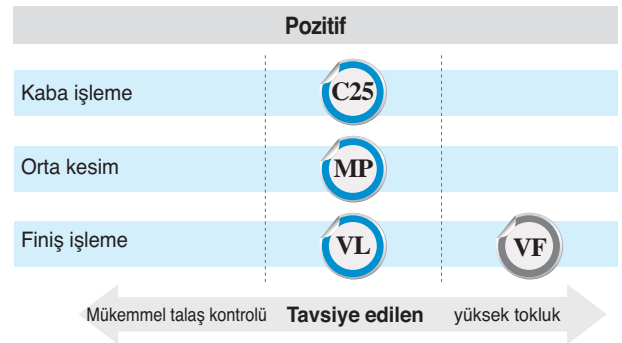 Pozitif
Kaba işleme
C25
Orta kesim
MP
Finiş işleme
VL
VF
Mükemmel talaş kontrolü Tavsiye edilen yüksek tokluk